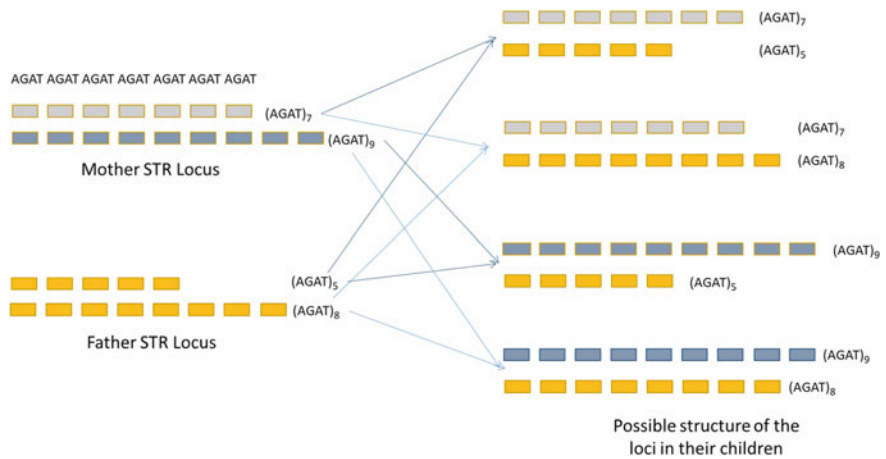 AGAT AGAT AGAT AGAT AGAT AGAT AGAT
(AGAT)₇
(AGAT)₉
Mother STR Locus
(AGAT)₅
(AGAT)₈
Father STR Locus
(AGAT)₇
(AGAT)₅
(AGAT)₇
(AGAT)₈
(AGAT)₉
(AGAT)₅
(AGAT)₉
(AGAT)₈
Possible structure of the
loci in their children